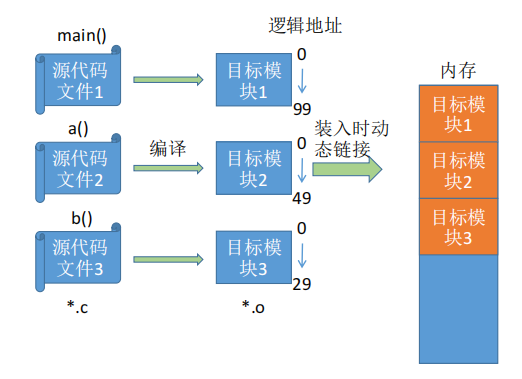 逻辑地址
main()
源代码
文件1
目标模
块1
0
99
内存
目标模
块1
a()
源代码
文件2
编译
目标模
块2
0
49
装入时动
态链接
目标模
块2
b()
源代码
文件3
目标模
块3
0
29
目标模
块3
*.c
*.o